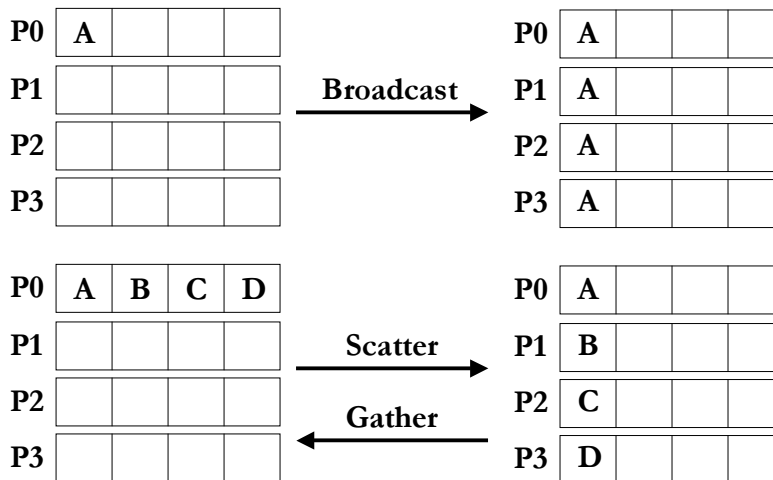 P0 A P0 A
P1 Broadcast P1 A
P2 P2 A
P3 P3 A
P0 A B C D P0 A
P1 Scatter P1 B
P2 Gather P2 C
P3 P3 D